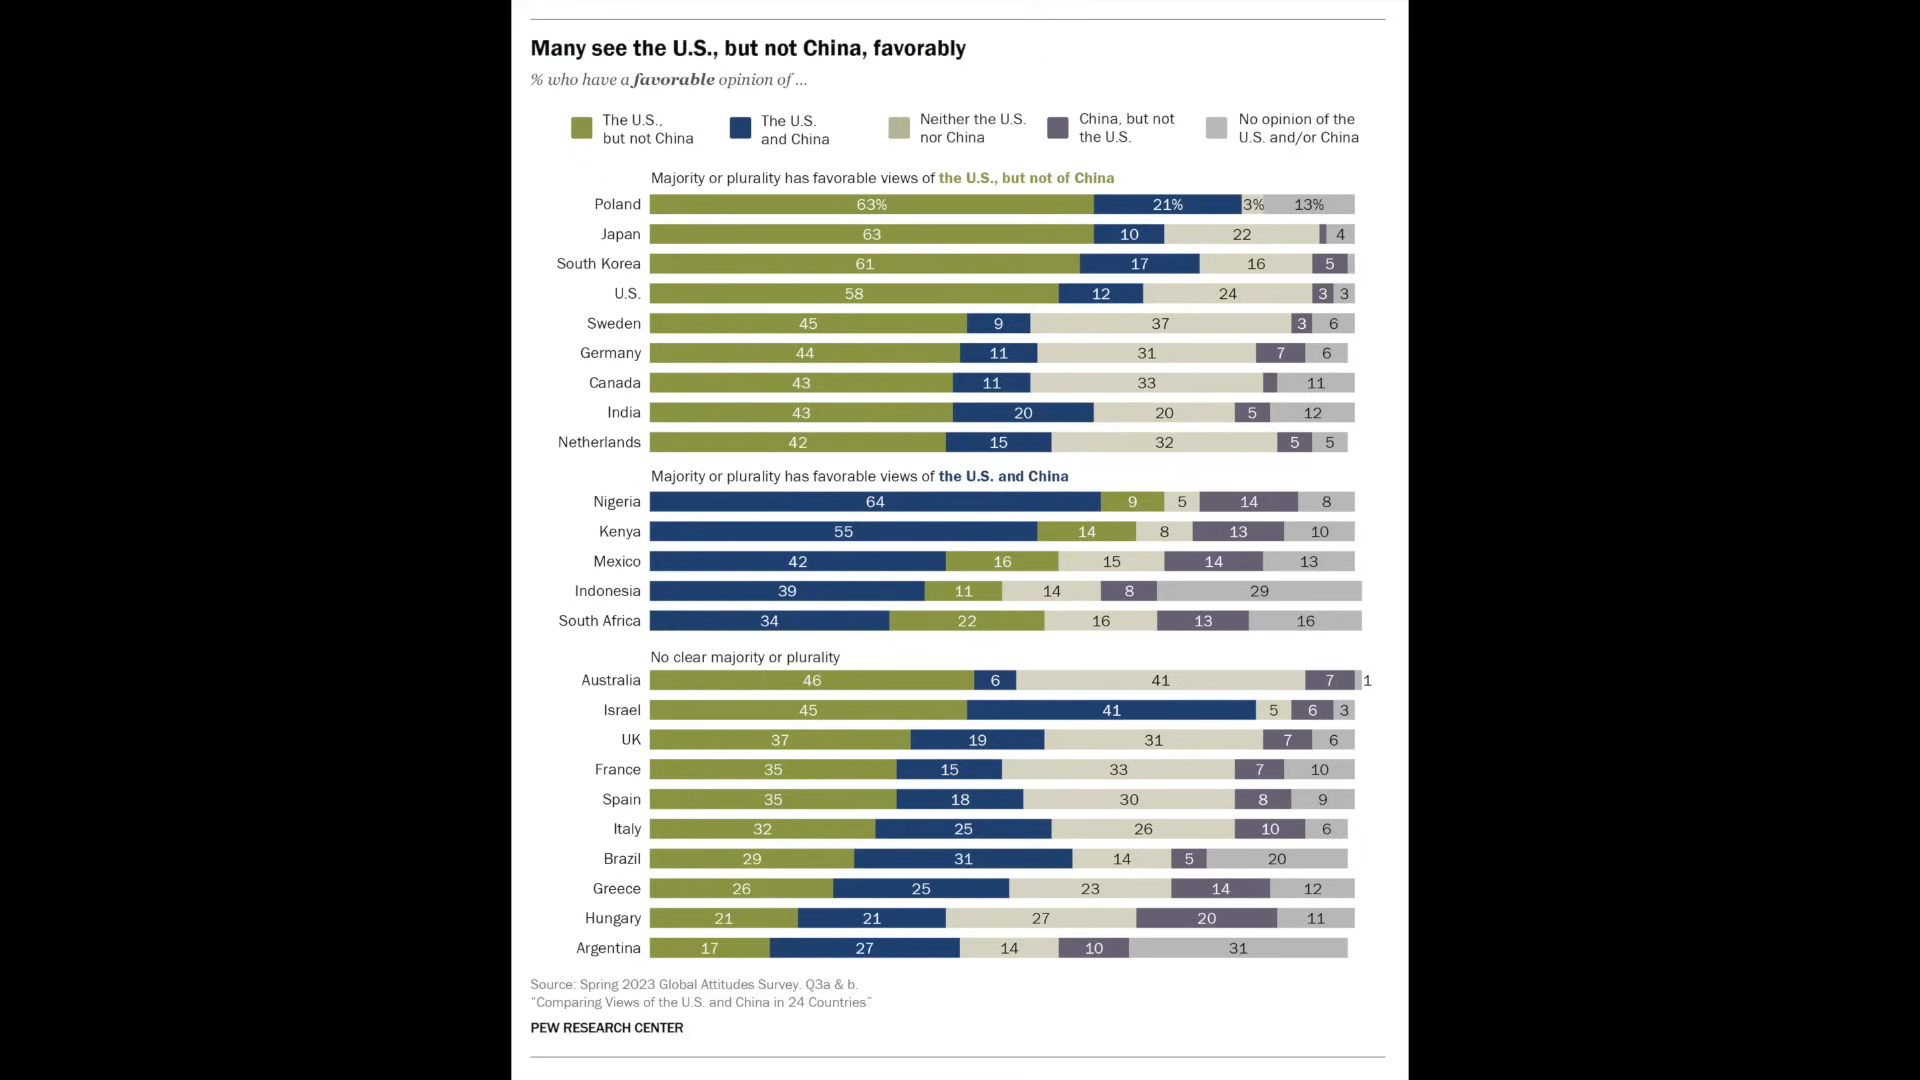 Many see the U.S., but not China, favorably
% who have a favorable opinion of ...
The U.S., but not China
The U.S. and China
Neither the U.S. nor China
China, but not the U.S.
No opinion of the U.S. and/or China
Majority or plurality has favorable views of the U.S., but not of China
Poland 63% 21% 3% 13%
Japan 63 10 22 4
South Korea 61 17 16 5
U.S. 58 12 24 3 3
Sweden 45 9 37 3 6
Germany 44 11 31 7 6
Canada 43 11 33 11
India 43 20 20 5 12
Netherlands 42 15 32 5 5
Majority or plurality has favorable views of the U.S. and China
Nigeria 64 9 5 14 8
Kenya 55 14 8 13 10
Mexico 42 16 15 14 13
Indonesia 39 11 14 8 29
South Africa 34 22 16 13 16
No clear majority or plurality
Australia 46 6 41 7 1
Israel 45 41 5 6 3
UK 37 19 31 7 6
France 35 15 33 7 10
Spain 35 18 30 8 9
Italy 32 25 26 10 6
Brazil 29 31 14 5 20
Greece 26 25 23 14 12
Hungary 21 21 27 20 11
Argentina 17 27 14 10 31
Source: Spring 2023 Global Attitudes Survey. Q3a & b.
"Comparing Views of the U.S. and China in 24 Countries"
PEW RESEARCH CENTER